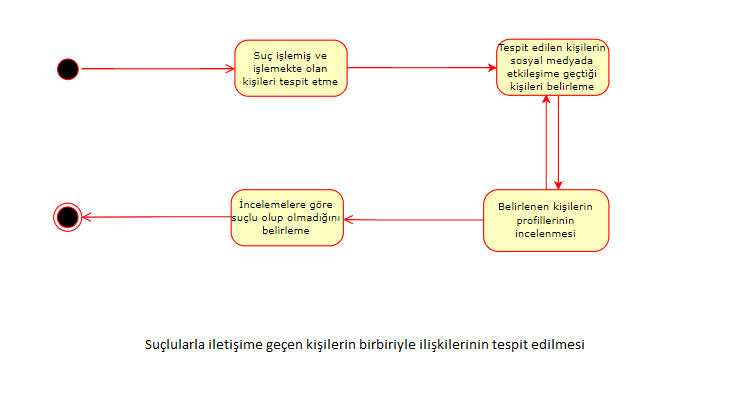 Suç işlemiş ve
işlemekte olan
kişileri tespit etme
Tespit edilen kişilerin
sosyal medyada
etkileşime geçtiği
kişileri belirleme
Belirlenen kişilerin
profillerinin
incelenmesi
İncelemelere göre
suçlu olup olmadığını
belirleme
Suçlularla iletişime geçen kişilerin birbiriyle ilişkilerinin tespit edilmesi